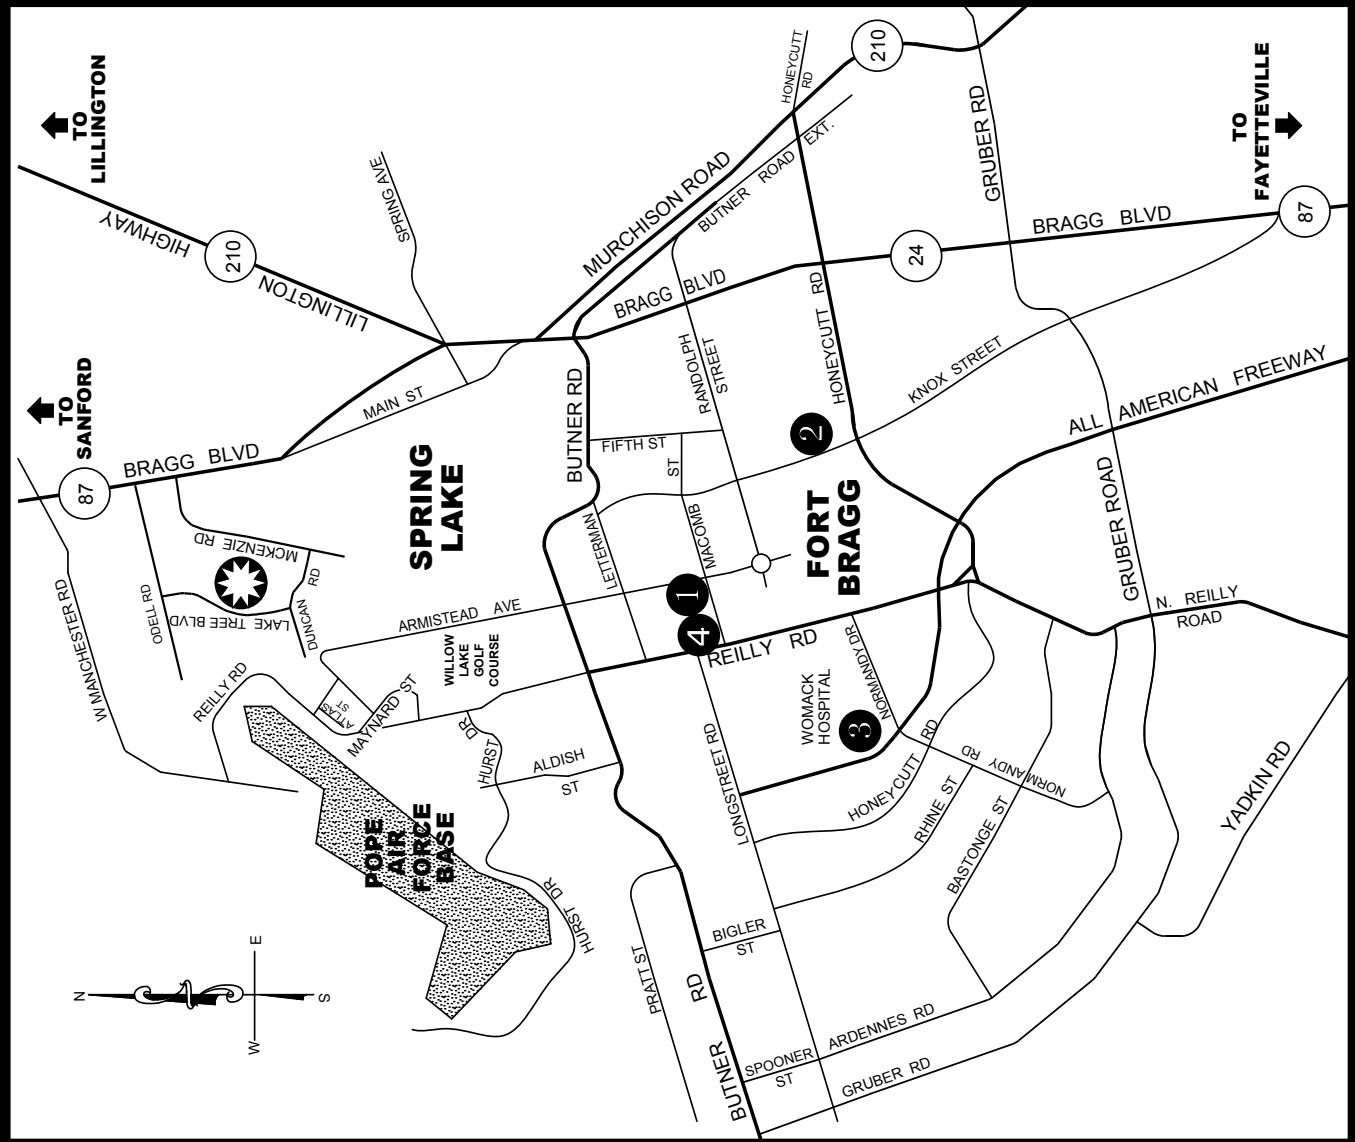 TO
LILLINGTON
HIGHWAY
210
LILLINGTON
SPRING AVE
MURCHISON ROAD
BUTNER ROAD EXT.
HONEYCUTT
RD
210
GRUBER RD
TO
FAYETTEVILLE
BRAGG BLVD
87
24
BRAGG BLVD
HONEYCUTT RD
RANDOLPH
STREET
KNOX STREET
ALL AMERICAN FREEWAY
TO
SANFORD
87
BRAGG BLVD
MAIN ST
BUTNER RD
FIFTH ST
ST
MACOMB
LETTERMAN
2
SPRING
LAKE
FORT
BRAGG
GRUBER ROAD
N. REILLY
ROAD
W MANCHESTER RD
ODELL RD
MCKENZIE RD
LAKE TREE BLVD
DUNCAN
RD
ARMISTEAD AVE
WILLOW
LAKE
GOLF
COURSE
1
4
REILLY RD
REILLY RD
ATLAS
ST
MAYNARD ST
HURST
DR
ALDISH
ST
LONGSTREET RD
WOMACK
HOSPITAL
3
NORMANDY DR
NORMANDY RD
HONEYCUTT RD
RHINE ST
BASTONGE ST
YADKIN RD
POPE
AIR
FORCE
BASE
HURST DR
PRATT ST
BIGLER
ST
BUTNER RD
SPOONER
ST
ARDENNES RD
GRUBER RD
N
E
S
W